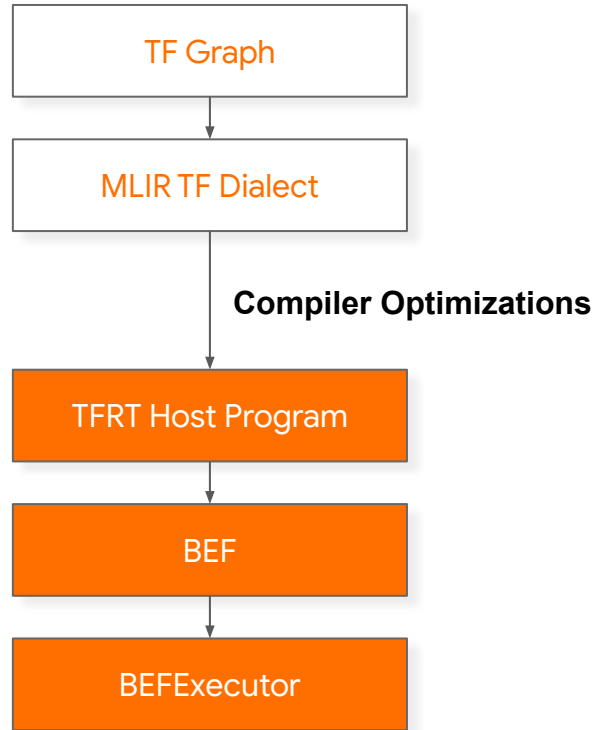 TF Graph
MLIR TF Dialect
Compiler Optimizations
TFRT Host Program
BEF
BEFExecutor